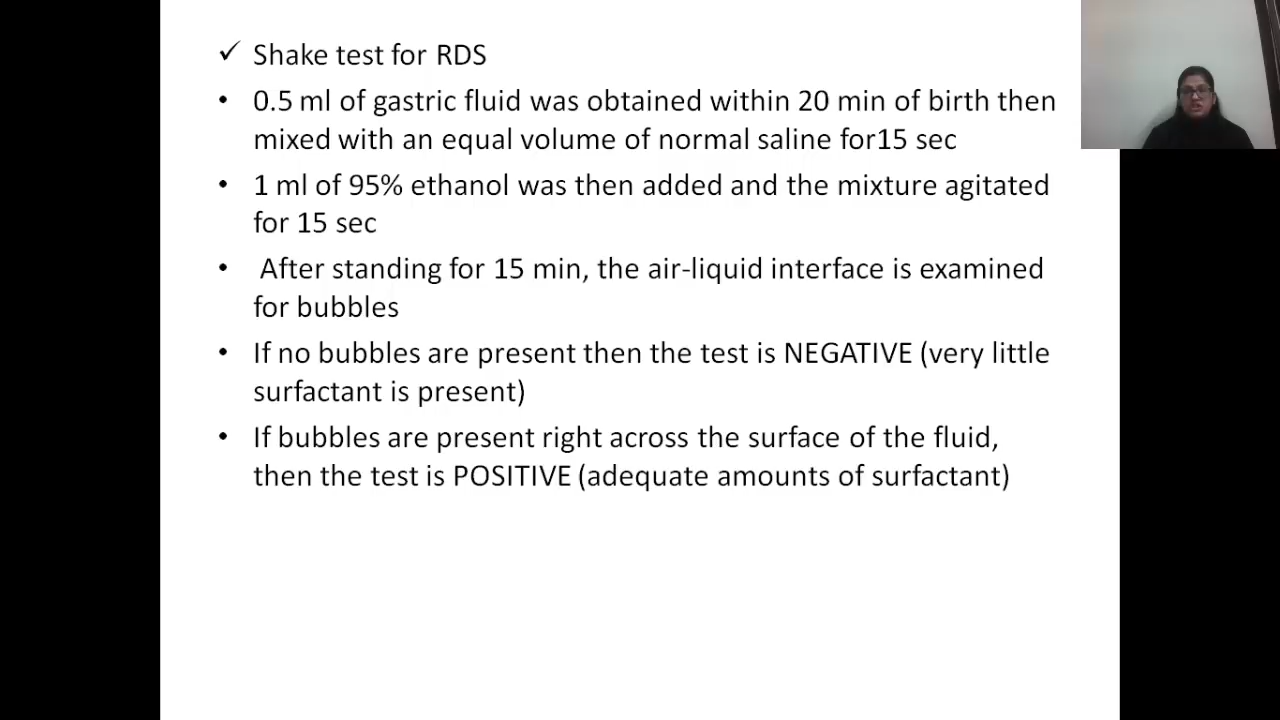 ✓ Shake test for RDS
• 0.5 ml of gastric fluid was obtained within 20 min of birth then
mixed with an equal volume of normal saline for15 sec
• 1 ml of 95% ethanol was then added and the mixture agitated
for 15 sec
• After standing for 15 min, the air-liquid interface is examined
for bubbles
• If no bubbles are present then the test is NEGATIVE (very little
surfactant is present)
• If bubbles are present right across the surface of the fluid,
then the test is POSITIVE (adequate amounts of surfactant)